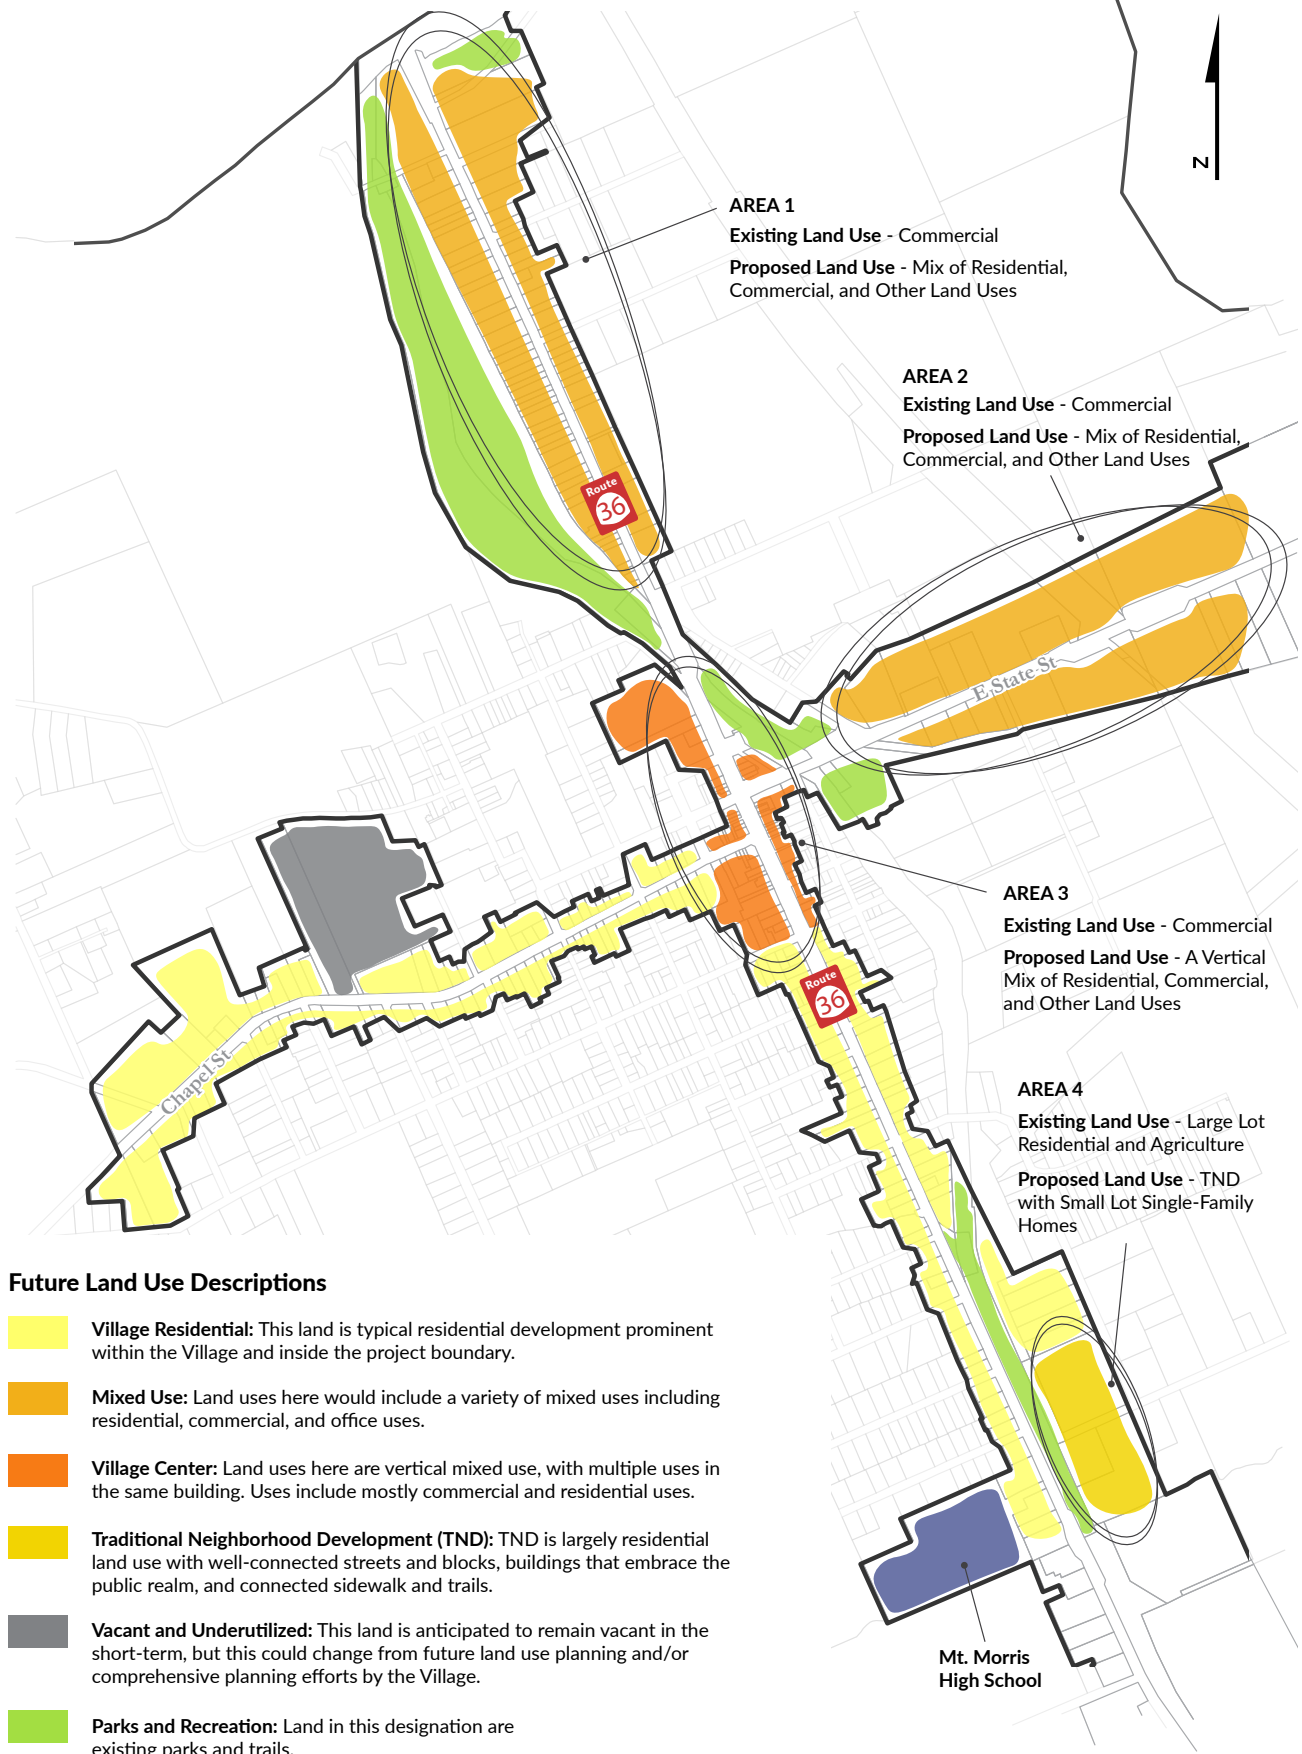 N
AREA 1
Existing Land Use - Commercial
Proposed Land Use - Mix of Residential,
Commercial, and Other Land Uses
AREA 2
Existing Land Use - Commercial
Proposed Land Use - Mix of Residential,
Commercial, and Other Land Uses
Route
36
E State St
AREA 3
Existing Land Use - Commercial
Proposed Land Use - A Vertical
Mix of Residential, Commercial,
and Other Land Uses
Route
36
Chapel St
AREA 4
Existing Land Use - Large Lot
Residential and Agriculture
Proposed Land Use - TND
with Small Lot Single-Family
Homes
Mt. Morris
High School
Future Land Use Descriptions
Village Residential: This land is typical residential development prominent
within the Village and inside the project boundary.
Mixed Use: Land uses here would include a variety of mixed uses including
residential, commercial, and office uses.
Village Center: Land uses here are vertical mixed use, with multiple uses in
the same building. Uses include mostly commercial and residential uses.
Traditional Neighborhood Development (TND): TND is largely residential
land use with well-connected streets and blocks, buildings that embrace the
public realm, and connected sidewalk and trails.
Vacant and Underutilized: This land is anticipated to remain vacant in the
short-term, but this could change from future land use planning and/or
comprehensive planning efforts by the Village.
Parks and Recreation: Land in this designation are
existing parks and trails.